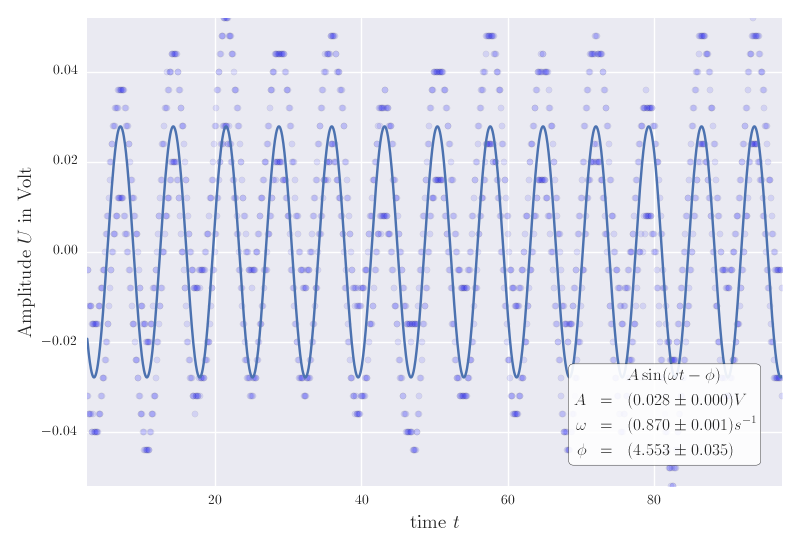 0.04
0.02
0.00
−0.02
−0.04
Amplitude U in Volt
A sin(ωt − ϕ)
A = (0.028 ± 0.000)V
ω = (0.870 ± 0.001)s⁻¹
ϕ = (4.553 ± 0.035)
20 40 60 80
time t